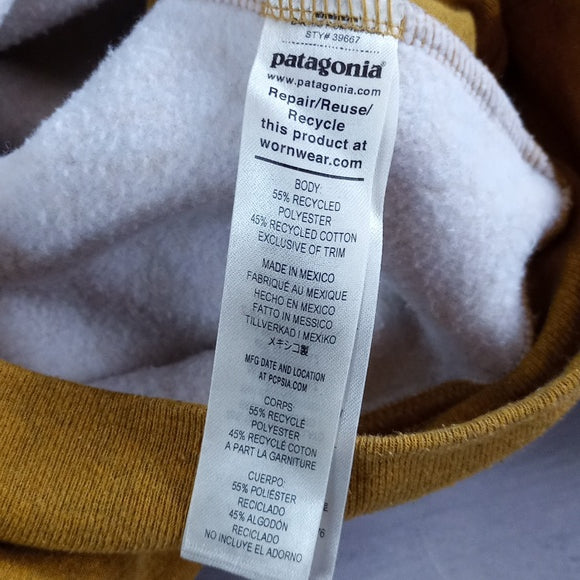 STY# 39667
patagonia®
www.patagonia.com
Repair/Reuse/
Recycle
this product at
wornwear.com
BODY:
55% RECYCLED
POLYESTER
45% RECYCLED COTTON
EXCLUSIVE OF TRIM
MADE IN MEXICO
FABRIQUÉ AU MEXIQUE
HECHO EN MEXICO
FATTO IN MESSICO
TILLVERKAD I MEXIKO
メキシコ製
MFG DATE AND LOCATION
AT PCPSIA.COM
CORPS:
55% RECYCLÉ
POLYESTER
45% RECYCLÉ COTON
A PART LA GARNITURE
CUERPO:
55% POLIÉSTER
RECICLADO
45% ALGODÓN
RECICLADO
NO INCLUYE EL ADORNO